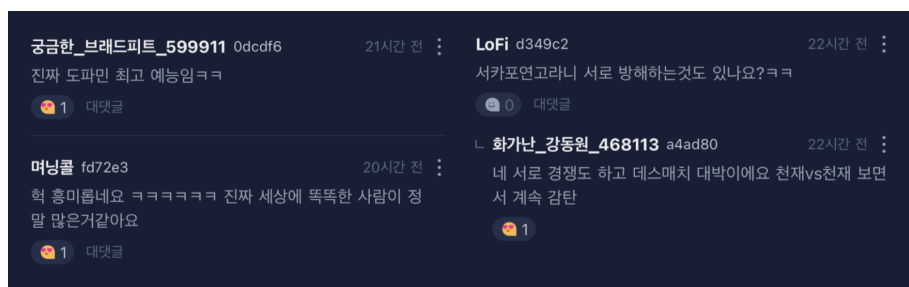 궁금한_브래드피트_599911 0dcdf6 21시간 전
진짜 도파민 최고 예능임ㅋㅋ
1 대댓글
며닝콜 fd72e3 20시간 전
헉 흥미롭네요 ㅋㅋㅋㅋㅋㅋ 진짜 세상에 똑똑한 사람이 정
말 많은거같아요
1 대댓글
LoFi d349c2 22시간 전
서카포연고라니 서로 방해하는것도 있나요?ㅋㅋ
0 대댓글
화가난_강동원_468113 a4ad80 22시간 전
네 서로 경쟁도 하고 데스매치 대박이에요 천재vs천재 보면
서 계속 감탄
1